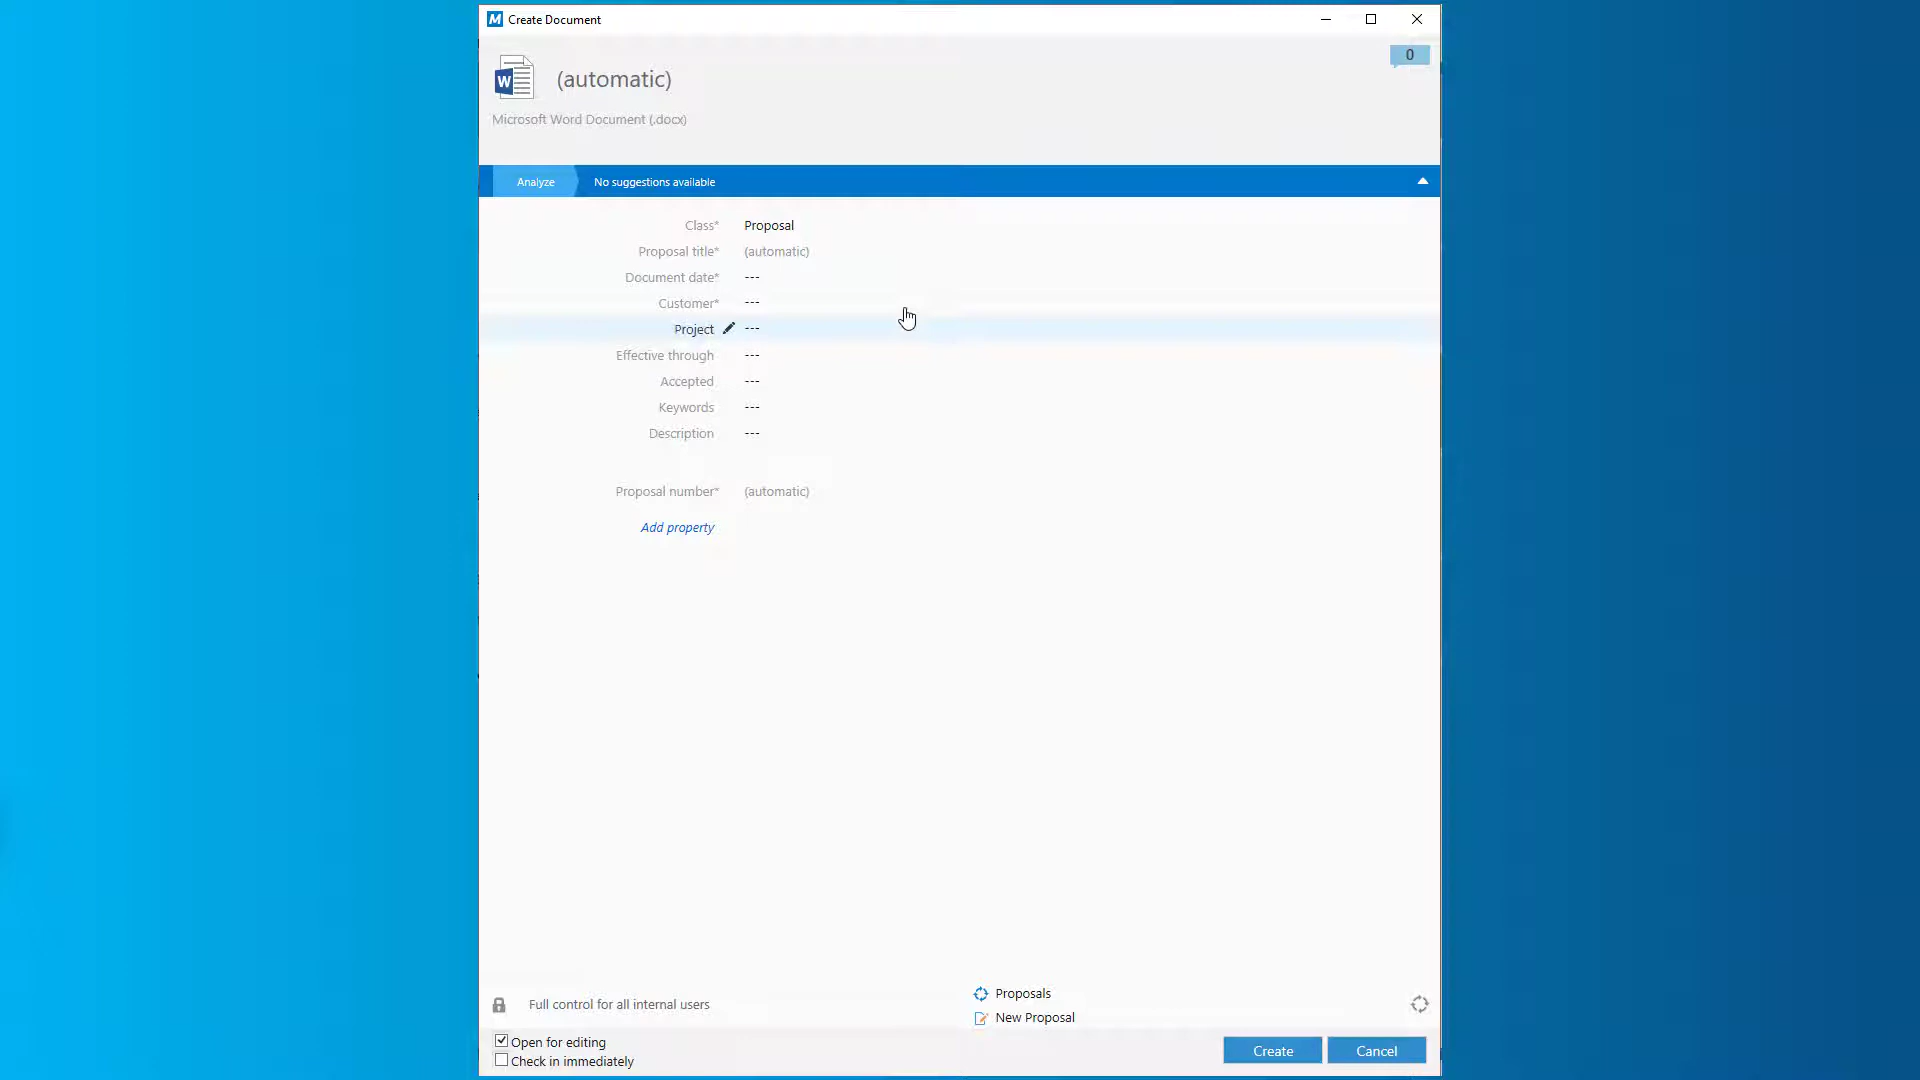 M Create Document
0
W (automatic)
Microsoft Word Document (.docx)
Analyze No suggestions available
Class* Proposal
Proposal title* (automatic)
Document date* ---
Customer* ---
Project ---
Effective through ---
Accepted ---
Keywords ---
Description ---
Proposal number* (automatic)
Add property
Proposals
Full control for all internal users
New Proposal
Open for editing
Check in immediately
Create Cancel